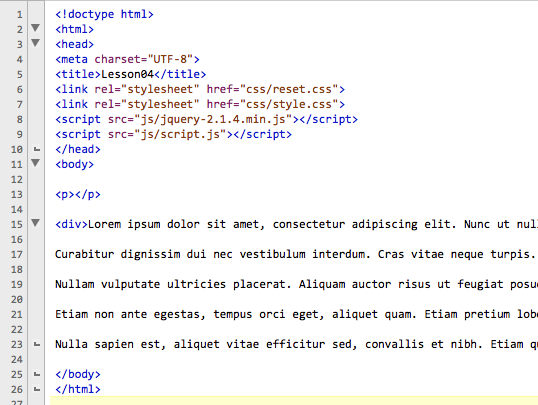 1 <!doctype html>
2 <html>
3 <head>
4 <meta charset="UTF-8">
5 <title>Lesson04</title>
6 <link rel="stylesheet" href="css/reset.css">
7 <link rel="stylesheet" href="css/style.css">
8 <script src="js/jquery-2.1.4.min.js"></script>
9 <script src="js/script.js"></script>
10 </head>
11 <body>
12
13 <p></p>
14
15 <div>Lorem ipsum dolor sit amet, consectetur adipiscing elit. Nunc ut
16
17 Curabitur dignissim dui nec vestibulum interdum. Cras vitae neque turpis.
18
19 Nullam vulputate ultricies placerat. Aliquam auctor risus ut feugiat
20
21 Etiam non ante egestas, tempus orci eget, aliquet quam. Etiam pretium
22
23 Nulla sapien est, aliquet vitae efficitur sed, convallis et nibh. Etiam
24
25 </body>
26 </html>
27